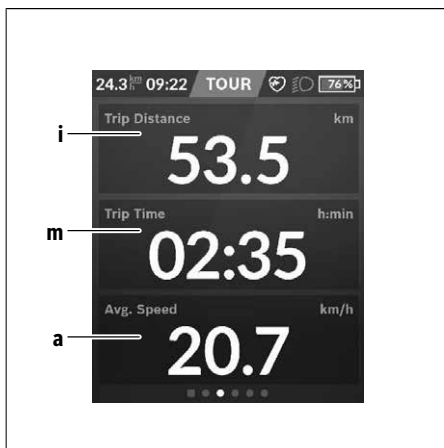 24.3 km/h 09:22 TOUR 76%
Trip Distance km
i
53.5
Trip Time h:min
m
02:35
Avg. Speed km/h
a
20.7